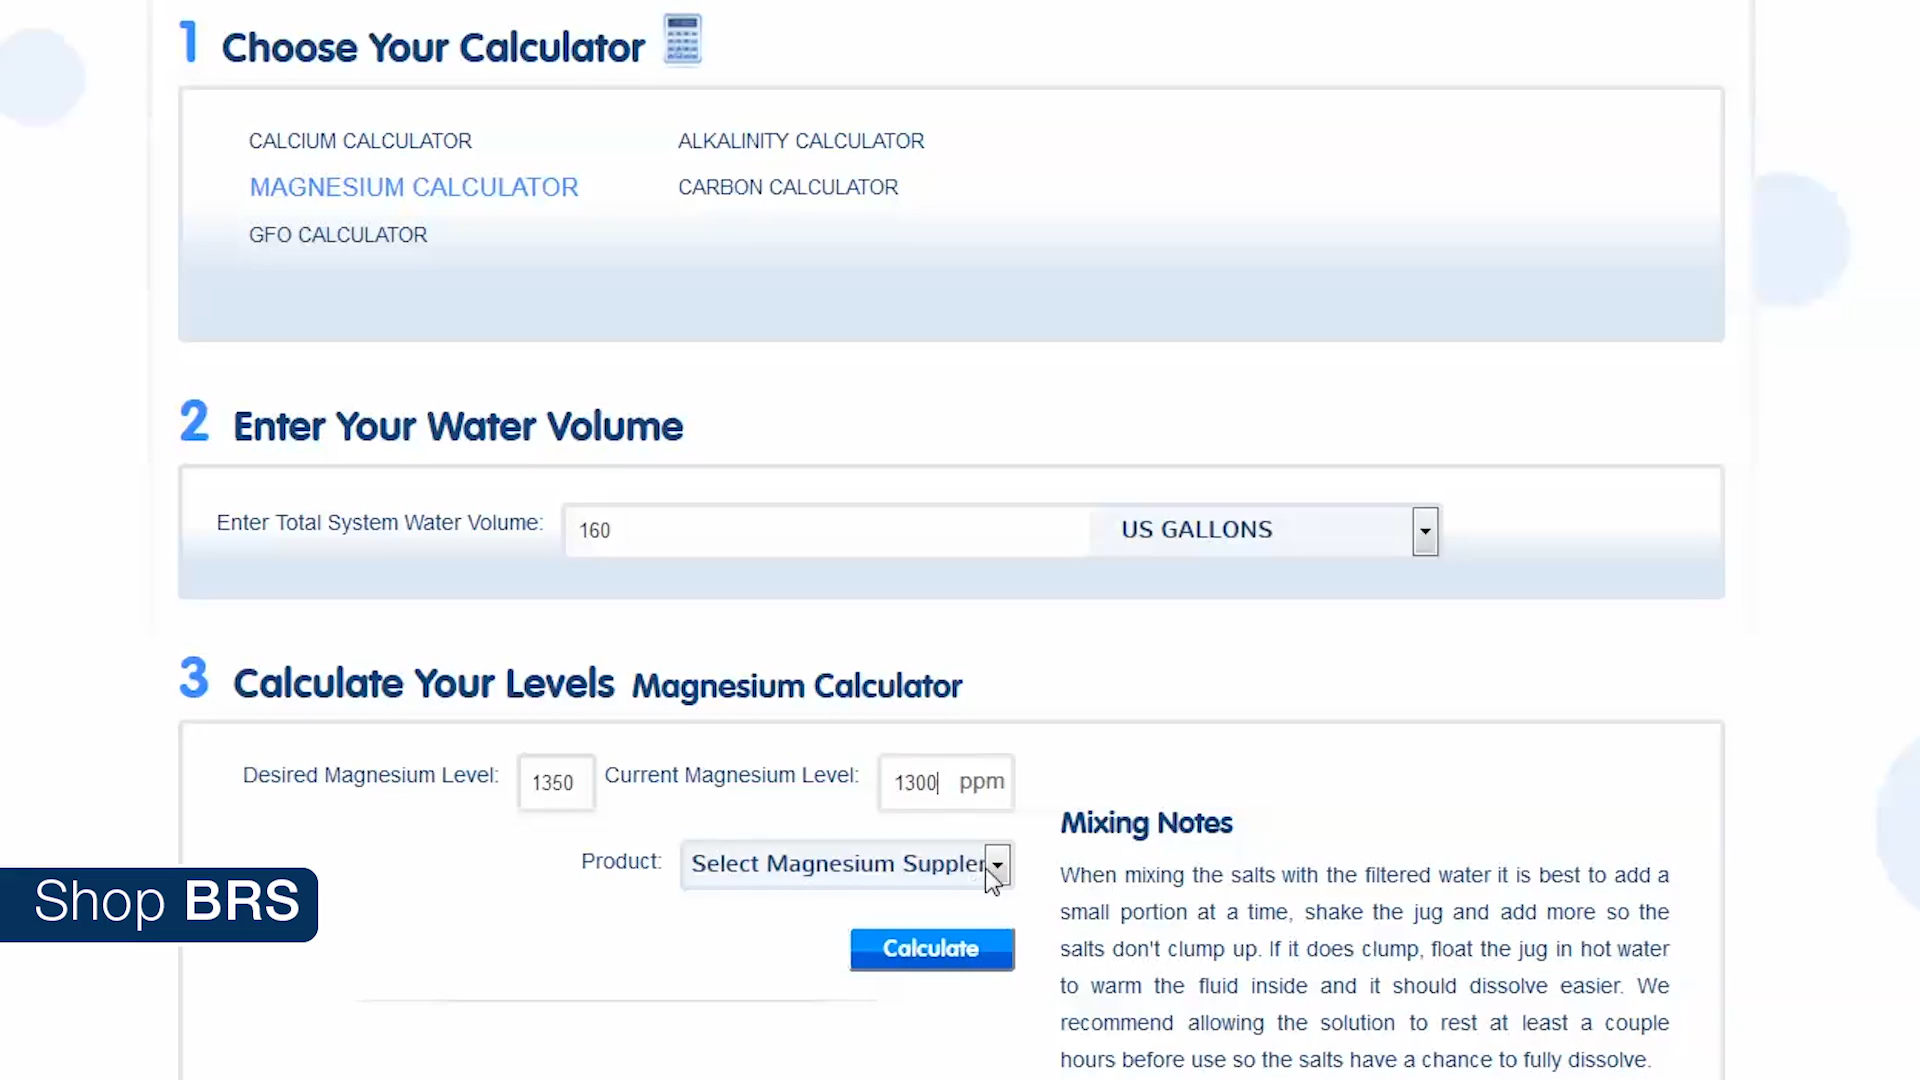 1 Choose Your Calculator
CALCIUM CALCULATOR ALKALINITY CALCULATOR
MAGNESIUM CALCULATOR CARBON CALCULATOR
GFO CALCULATOR
2 Enter Your Water Volume
Enter Total System Water Volume: 160 US GALLONS
3 Calculate Your Levels Magnesium Calculator
Desired Magnesium Level: 1350 Current Magnesium Level: 1300 ppm
Product: Select Magnesium Suppler
Calculate
Mixing Notes
When mixing the salts with the filtered water it is best to add a
small portion at a time, shake the jug and add more so the
salts don't clump up. If it does clump, float the jug in hot water
to warm the fluid inside and it should dissolve easier. We
recommend allowing the solution to rest at least a couple
hours before use so the salts have a chance to fully dissolve.
Shop BRS